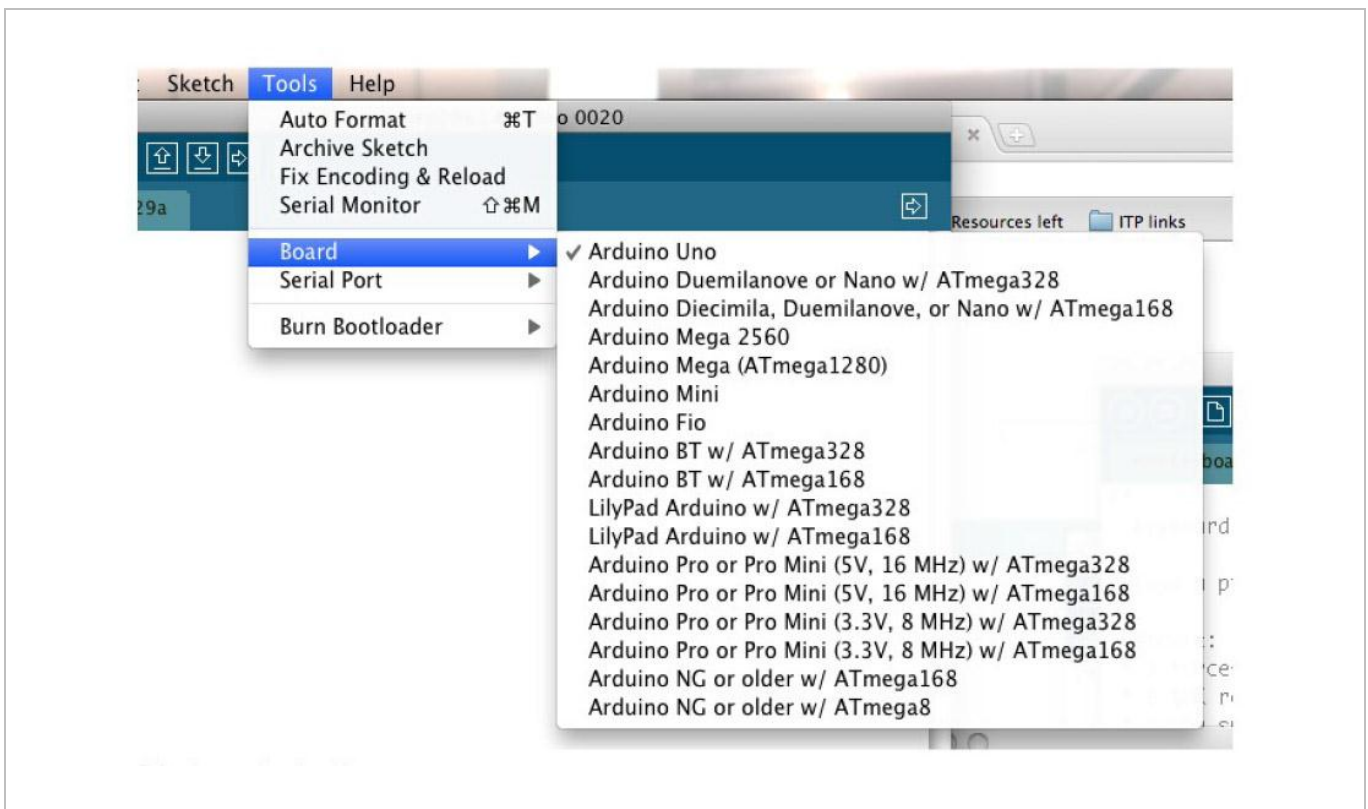 Sketch Tools Help
Auto Format ⌘T
o 0020
Archive Sketch
Fix Encoding & Reload
Serial Monitor ⇧⌘M
29a
Resources left ITP links
Board
Serial Port
Burn Bootloader
✓ Arduino Uno
Arduino Duemilanove or Nano w/ ATmega328
Arduino Diecimila, Duemilanove, or Nano w/ ATmega168
Arduino Mega 2560
Arduino Mega (ATmega1280)
Arduino Mini
Arduino Fio
Arduino BT w/ ATmega328
Arduino BT w/ ATmega168
LilyPad Arduino w/ ATmega328
LilyPad Arduino w/ ATmega168
Arduino Pro or Pro Mini (5V, 16 MHz) w/ ATmega328
Arduino Pro or Pro Mini (5V, 16 MHz) w/ ATmega168
Arduino Pro or Pro Mini (3.3V, 8 MHz) w/ ATmega328
Arduino Pro or Pro Mini (3.3V, 8 MHz) w/ ATmega168
Arduino NG or older w/ ATmega168
Arduino NG or older w/ ATmega8